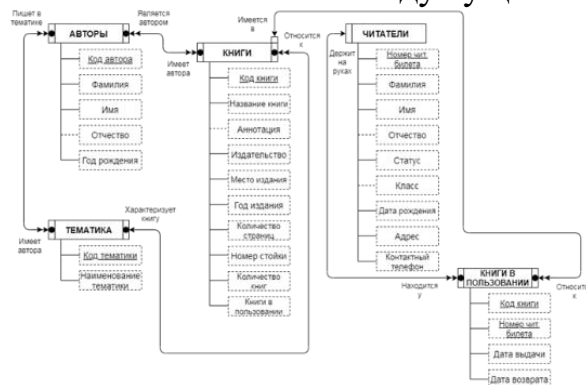 Пишет в
тематике
АВТОРЫ
Код автора
Фамилия
Имя
Отчество
Год рождения
Является
автором
Имеет
автора
КНИГИ
Код книги
Название книги
Аннотация
Издательство
Место издания
Год издания
Количество
страниц
Номер стойки
Количество
книг
Книги в
пользовании
Имеется
в
Относится
к
ЧИТАТЕЛИ
Держит
на
руках
Номер чит.
билета
Фамилия
Имя
Отчество
Статус
Класс
Дата рождения
Адрес
Контактный
телефон
Характеризует
книгу
ТЕМАТИКА
Имеет
автора
Код тематики
Наименование
тематики
Находится
у
КНИГИ В
ПОЛЬЗОВАНИИ
Относит
к
Код книги
Номер чит.
билета
Дата выдачи
Дата возврата